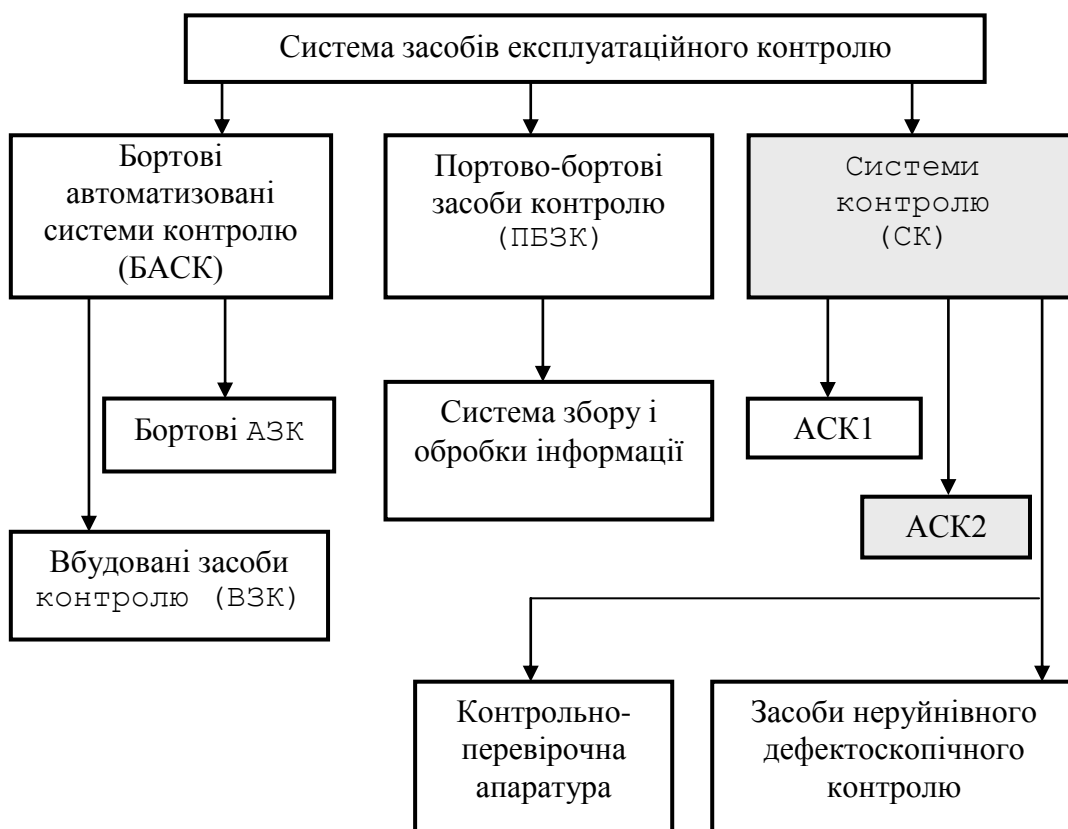 Система засобів експлуатаційного контролю
Бортові
автоматизовані
системи контролю
(БАСК)
Портово-бортові
засоби контролю
(ПБЗК)
Системи
контролю
(СК)
Бортові АЗК
Система збору і
обробки інформації
АСК1
АСК2
Вбудовані засоби
контролю (ВЗК)
Контрольно-
перевірочна
апаратура
Засоби неруйнівного
дефектоскопічного
контролю